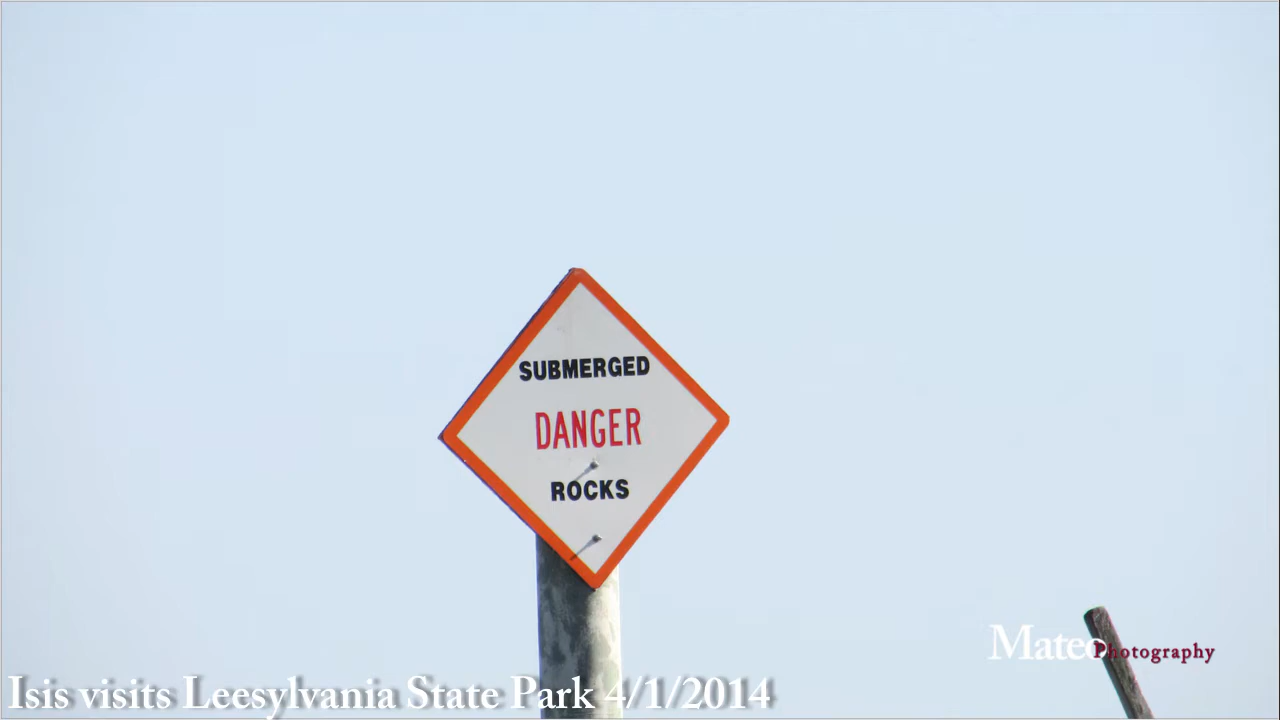 SUBMERGED
DANGER
ROCKS
Mateo Photography
Isis visits Leesylvania State Park 4/1/2014